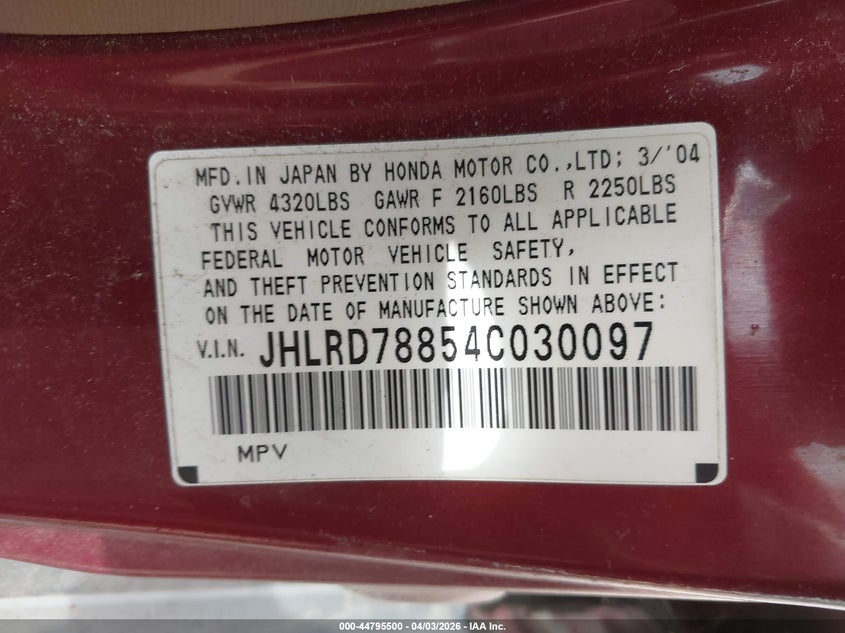 MFD. IN JAPAN BY HONDA MOTOR CO.,LTD; 3/'04
GVWR 4320LBS GAWR F 2160LBS R 2250LBS
THIS VEHICLE CONFORMS TO ALL APPLICABLE
FEDERAL MOTOR VEHICLE SAFETY,
AND THEFT PREVENTION STANDARDS IN EFFECT
ON THE DATE OF MANUFACTURE SHOWN ABOVE:
V.I.N. JHLRD78854C030097
MPV
000-44795500 - 04/03/2026 - IAA Inc.